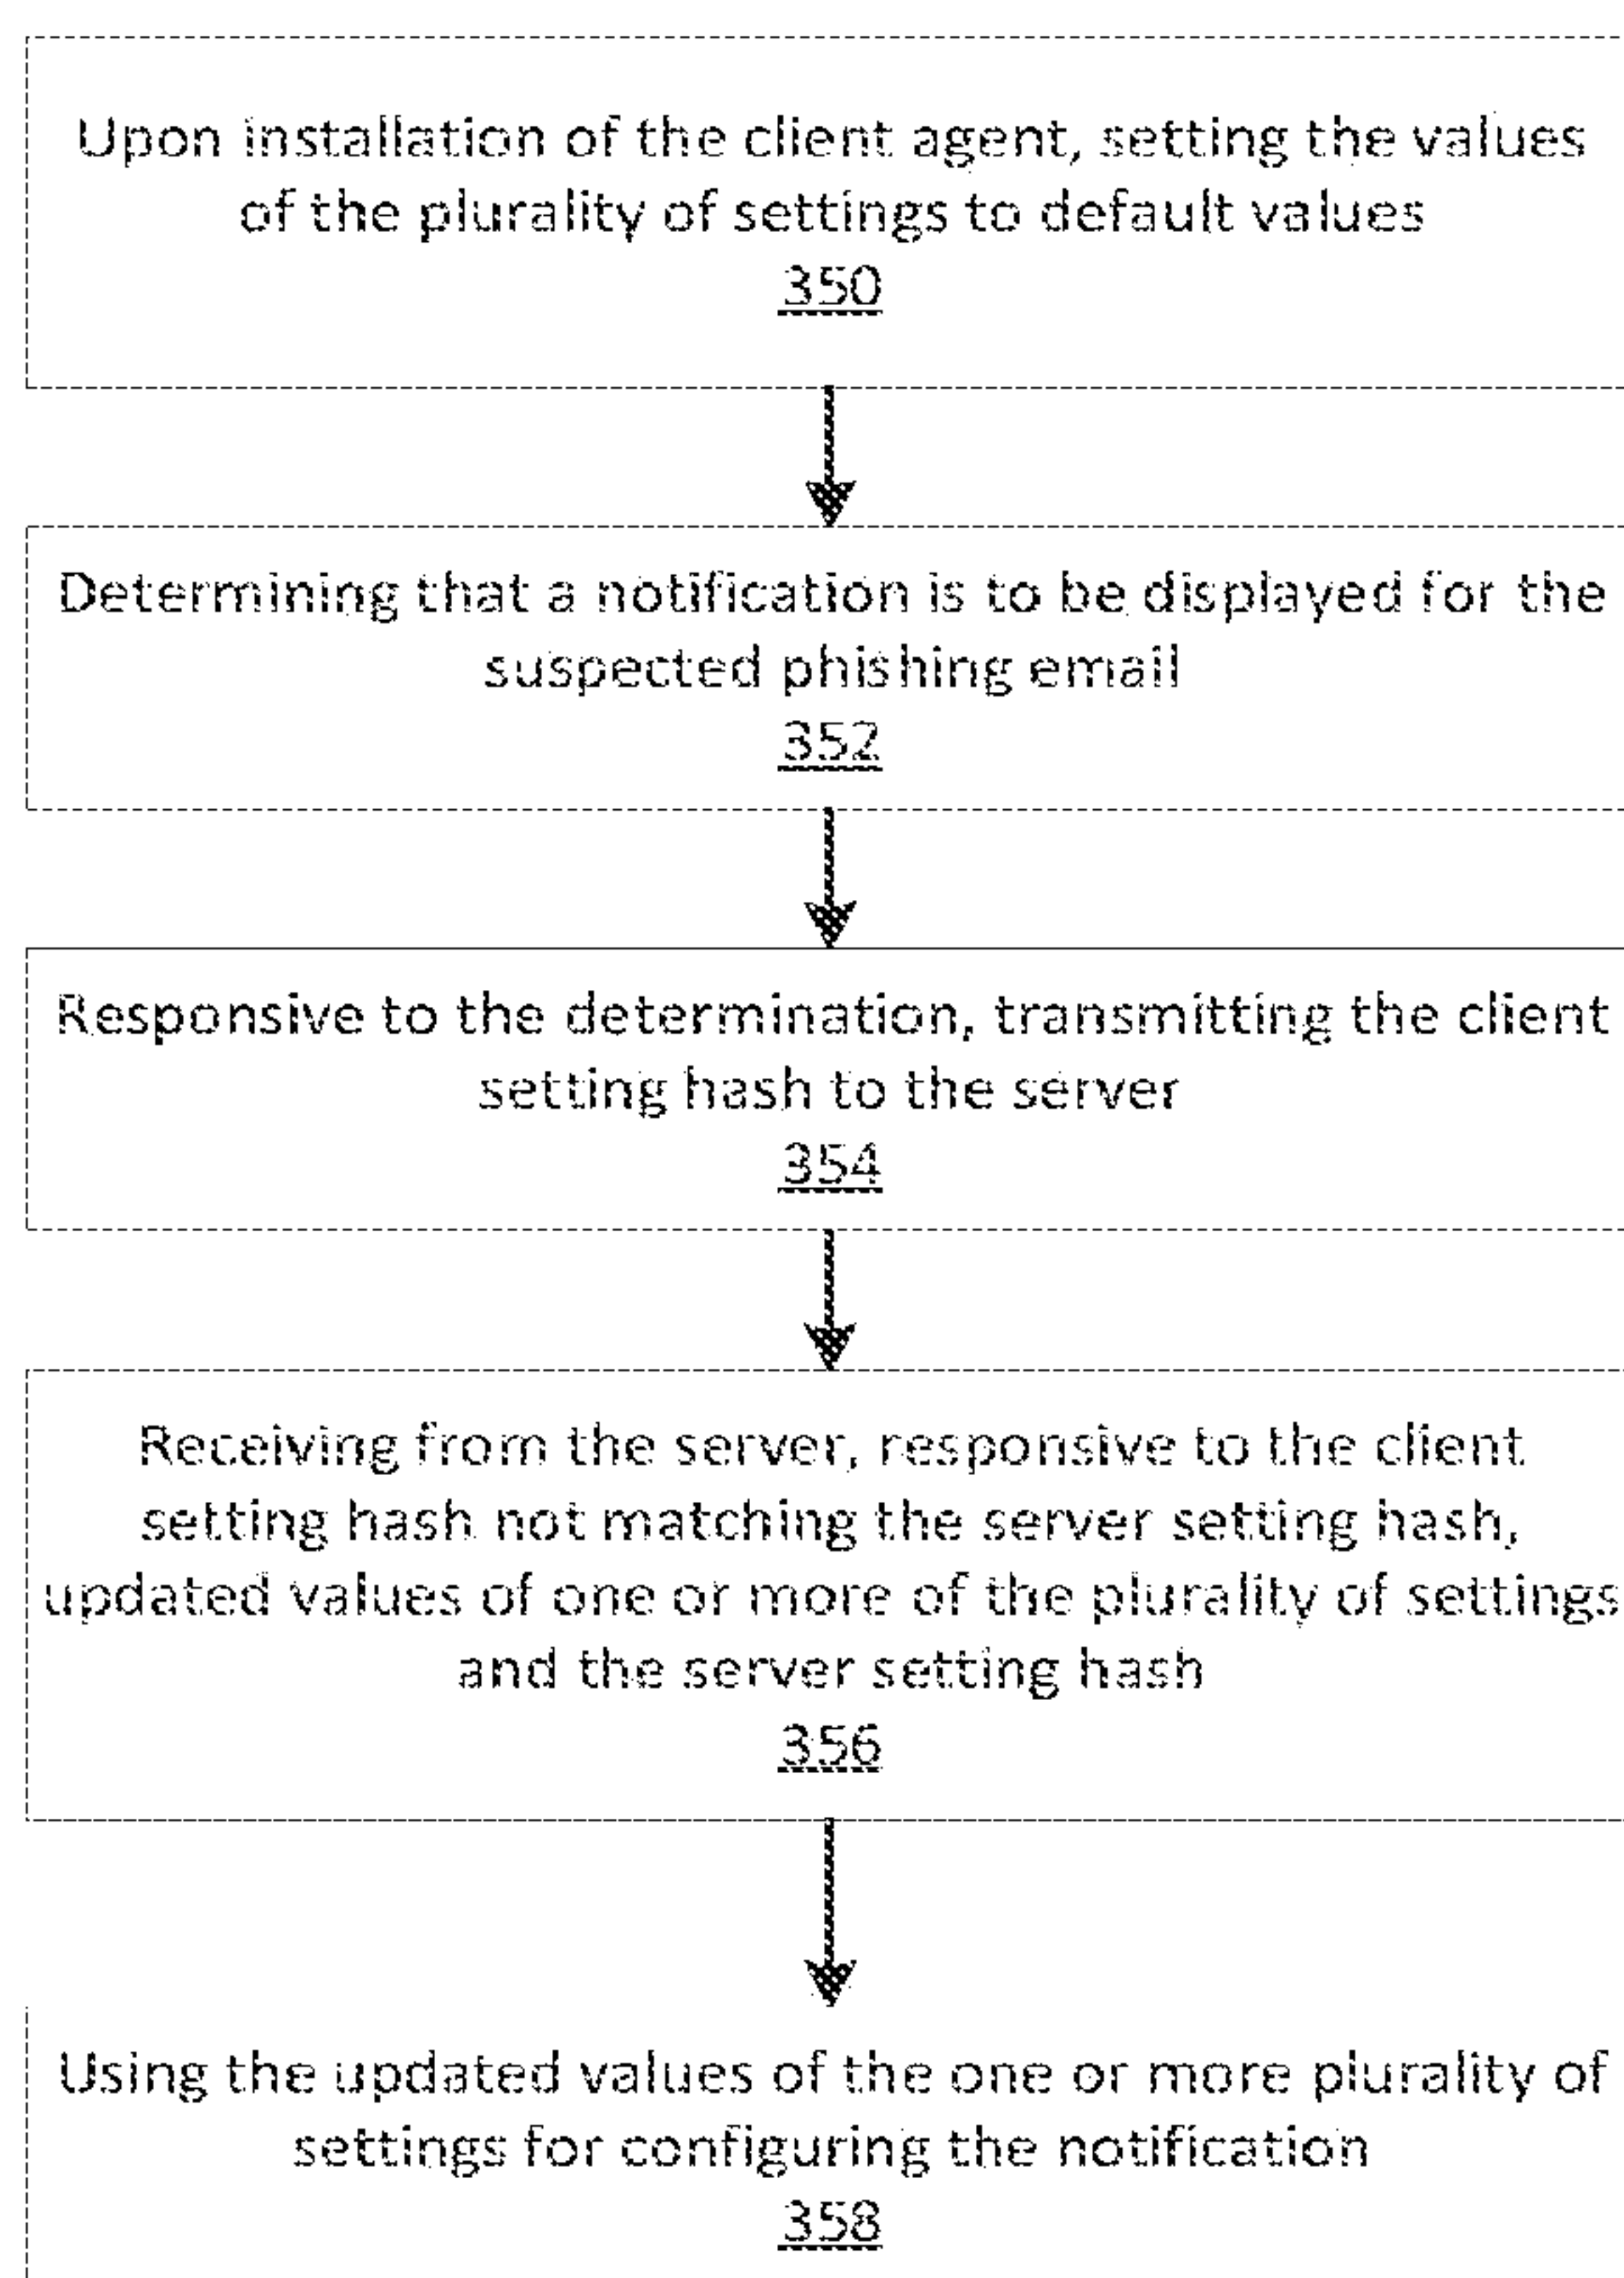 Upon installation of the client agent, setting the values
of the plurality of settings to default values
350
Determining that a notification is to be displayed for the
suspected phishing email
352
Responsive to the determination, transmitting the client
setting hash to the server
354
Receiving from the server, responsive to the client
setting hash not matching the server setting hash,
updated values of one or more of the plurality of settings
and the server setting hash
356
Using the updated values of the one or more plurality of
settings for configuring the notification
358